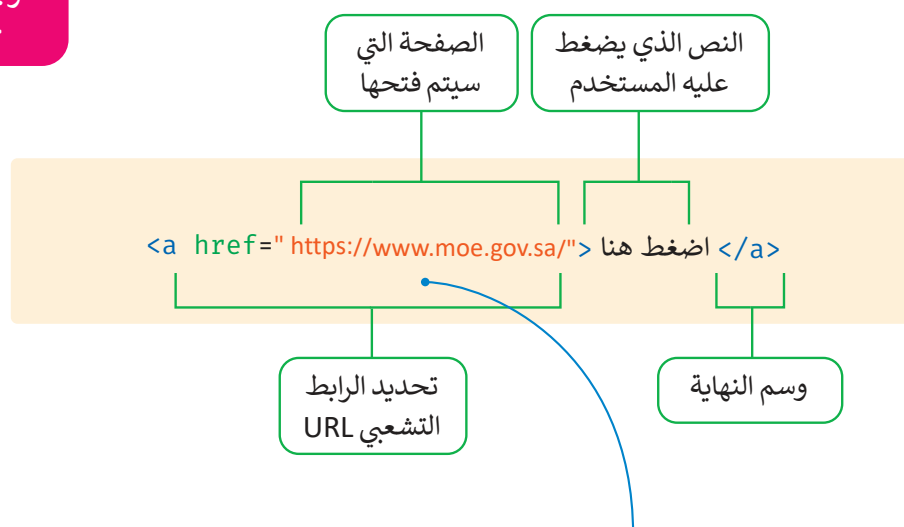 النص الذي يضغط
عليه المستخدم
الصفحة التي
سيتم فتحها
<a href=" https://www.moe.gov.sa/"> اضغط هنا </a>
وسم النهاية
تحديد الرابط
التشعبي URL